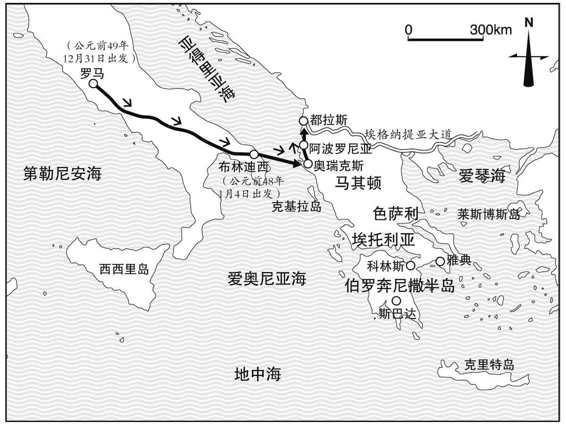 0 300km
N
(公元前49年
12月31日出发)
罗马
亚得里亚海
都拉斯
埃格纳提亚大道
阿波罗尼亚
奥瑞克斯
布林迪西
(公元前48年
1月4日出发)
第勒尼安海
马其顿
爱琴海
克基拉岛
色萨利
莱斯博斯岛
埃托利亚
雅典
科林斯
西西里岛
爱奥尼亚海
伯罗奔尼撒半岛
斯巴达
克里特岛
地中海